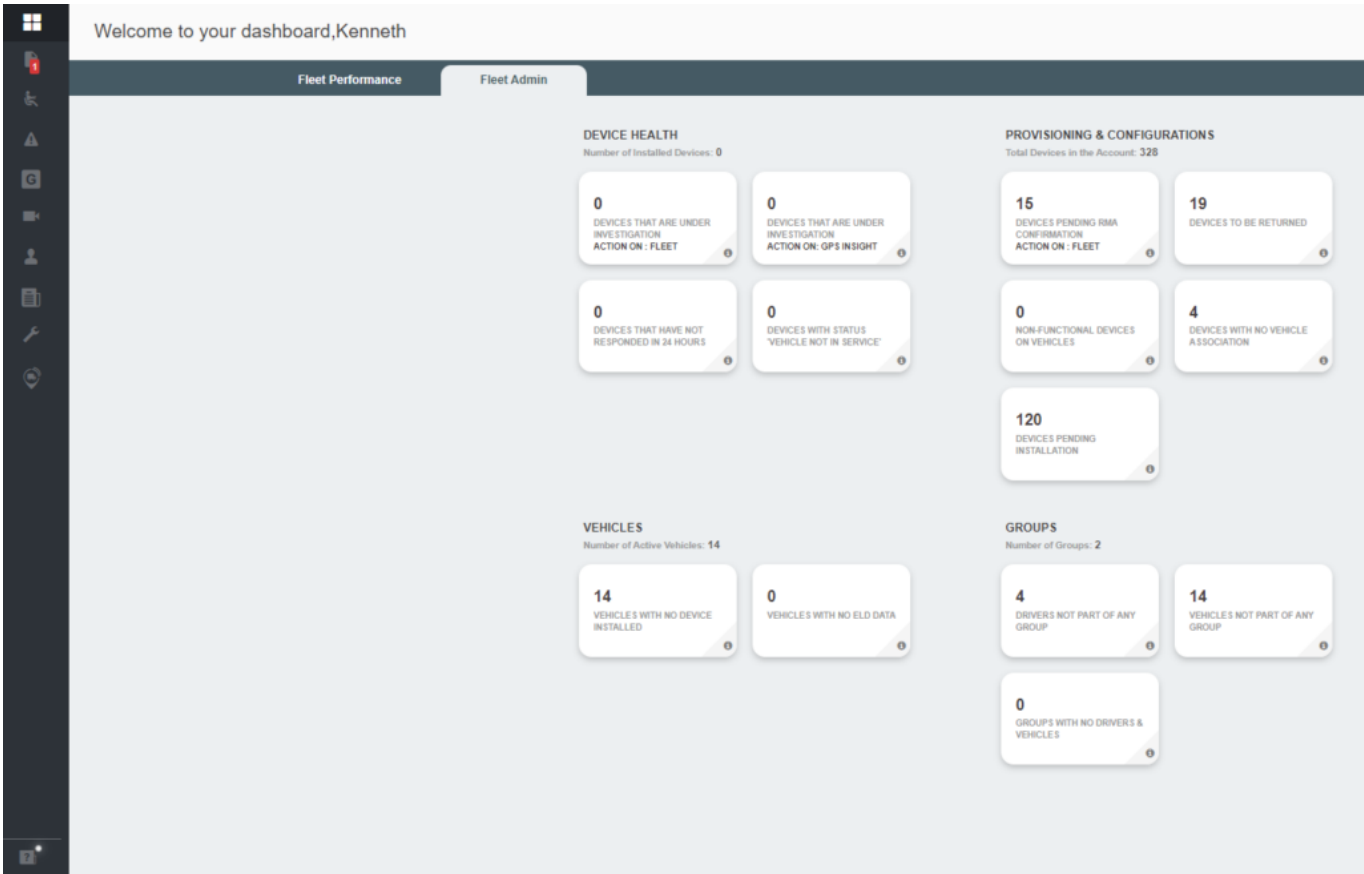 Welcome to your dashboard,Kenneth
1
Fleet Performance
Fleet Admin
G
DEVICE HEALTH
Number of Installed Devices: 0
0
DEVICES THAT ARE UNDER
INVESTIGATION
ACTION ON : FLEET
0
DEVICES THAT ARE UNDER
INVESTIGATION
ACTION ON: GPS INSIGHT
0
DEVICES THAT HAVE NOT
RESPONDED IN 24 HOURS
0
DEVICES WITH STATUS
'VEHICLE NOT IN SERVICE'
PROVISIONING & CONFIGURATIONS
Total Devices in the Account: 328
15
DEVICES PENDING RMA
CONFIRMATION
ACTION ON : FLEET
19
DEVICES TO BE RETURNED
0
NON-FUNCTIONAL DEVICES
ON VEHICLES
4
DEVICES WITH NO VEHICLE
ASSOCIATION
120
DEVICES PENDING
INSTALLATION
VEHICLES
Number of Active Vehicles: 14
14
VEHICLES WITH NO DEVICE
INSTALLED
0
VEHICLES WITH NO ELD DATA
GROUPS
Number of Groups: 2
4
DRIVERS NOT PART OF ANY
GROUP
14
VEHICLES NOT PART OF ANY
GROUP
0
GROUPS WITH NO DRIVERS &
VEHICLES
?